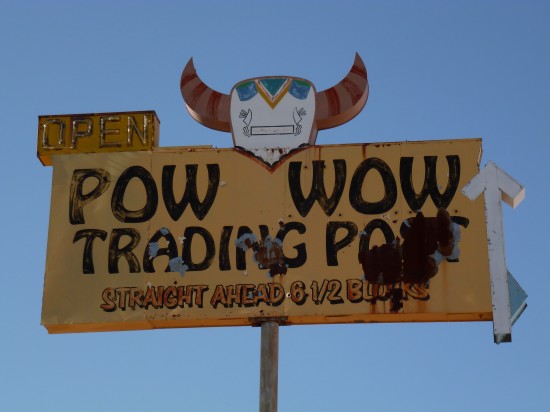 OPEN
POW WOW
TRADING POST
STRAIGHT AHEAD 6 1/2 BLOCKS